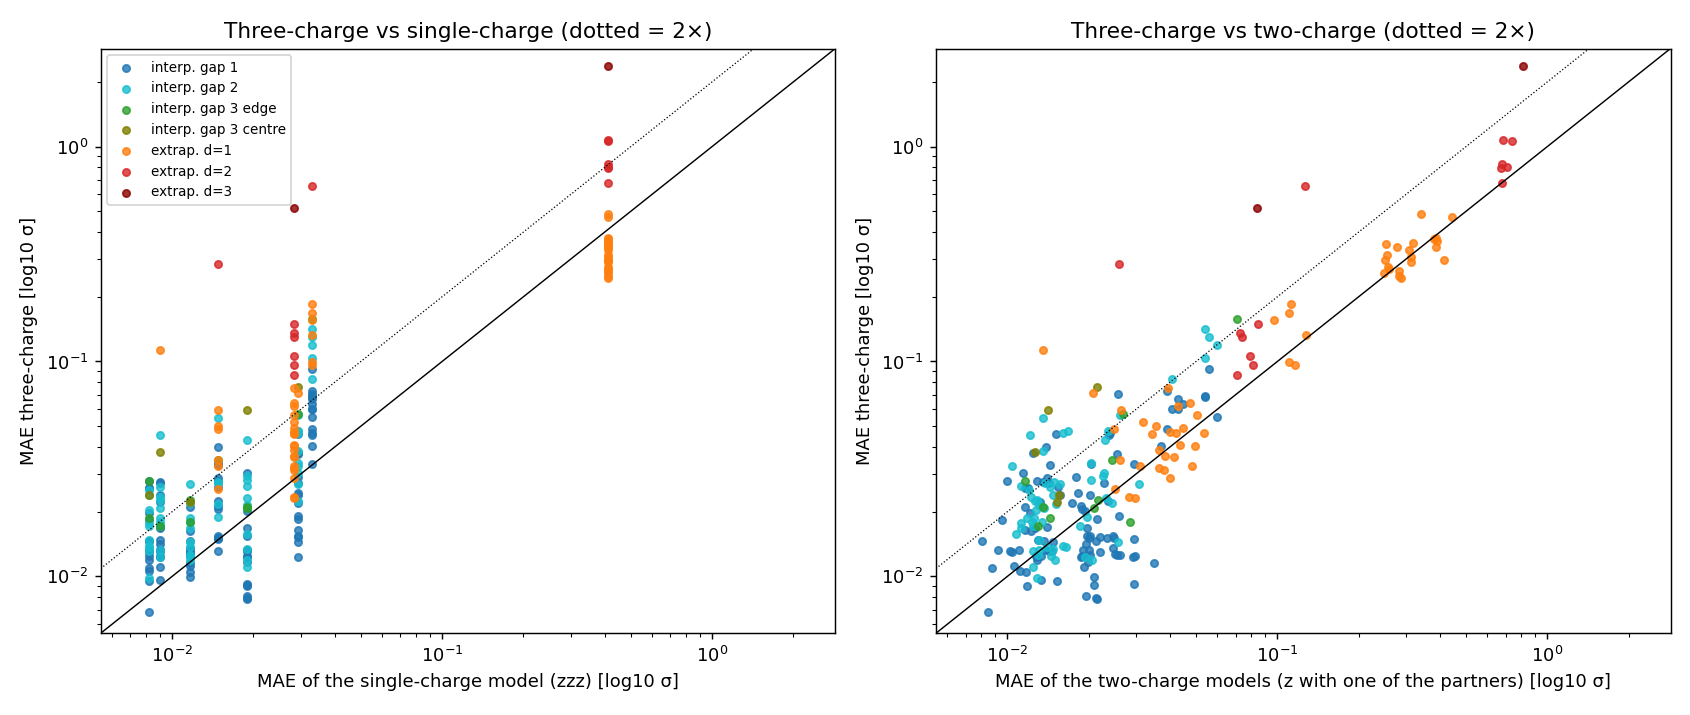 Three-charge vs single-charge (dotted = 2×)
MAE three-charge [log10 σ]
10⁰
10⁻¹
10⁻²
interp. gap 1
interp. gap 2
interp. gap 3 edge
interp. gap 3 centre
extrap. d=1
extrap. d=2
extrap. d=3
10⁻²
10⁻¹
10⁰
MAE of the single-charge model (zzz) [log10 σ]
Three-charge vs two-charge (dotted = 2×)
MAE three-charge [log10 σ]
10⁰
10⁻¹
10⁻²
10⁻²
10⁻¹
10⁰
MAE of the two-charge models (z with one of the partners) [log10 σ]